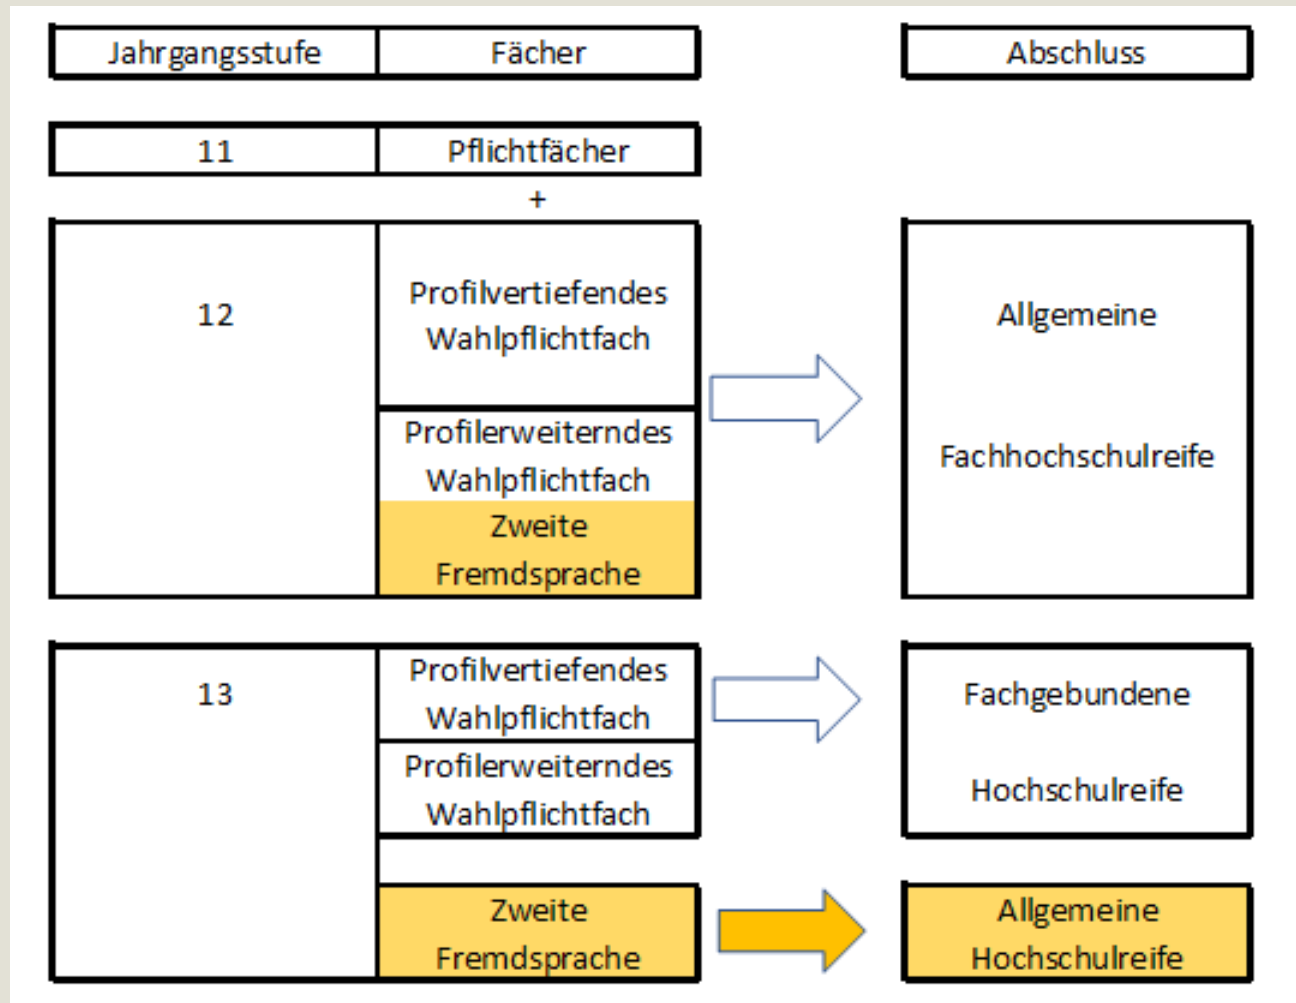 Jahrgangsstufe Fächer Abschluss
11 Pflichtfächer
+
Profilvertiefendes
12 Wahlpflichtfach Allgemeine
Profilerweiterndes
Wahlpflichtfach Fachhochschulreife
Zweite
Fremdsprache
Profilvertiefendes
13 Wahlpflichtfach Fachgebundene
Profilerweiterndes
Wahlpflichtfach Hochschulreife
Zweite Allgemeine
Fremdsprache Hochschulreife